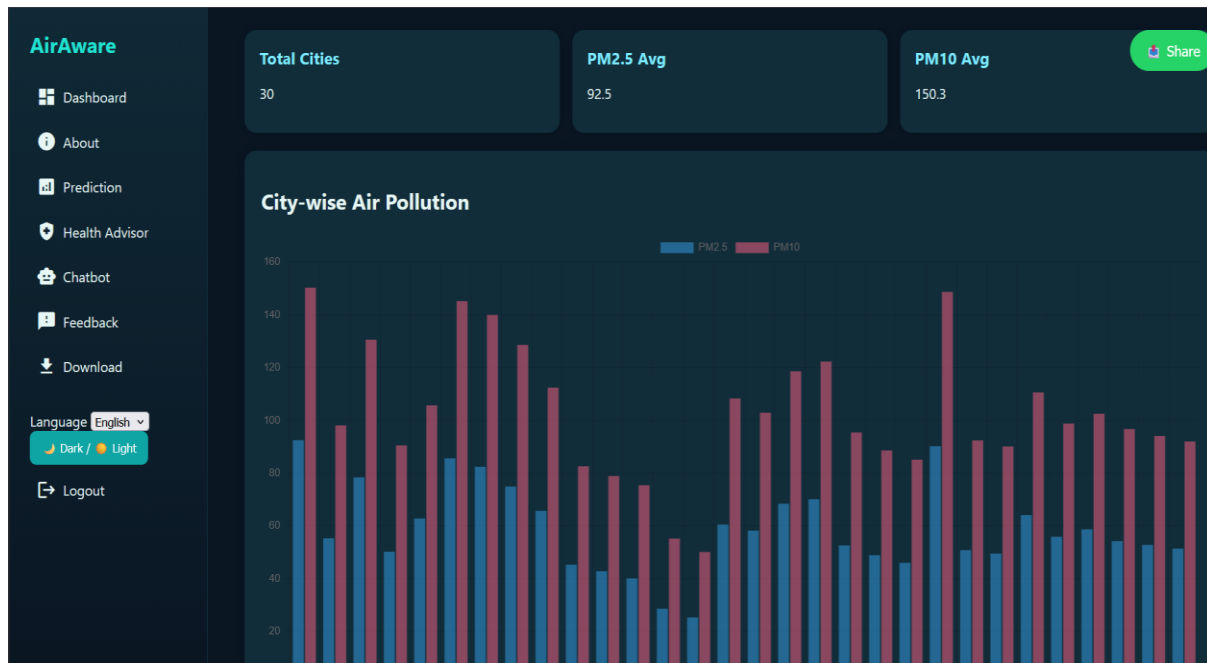 AirAware
Dashboard
About
Prediction
Health Advisor
Chatbot
Feedback
Download
Language English
Dark / Light
Logout
Total Cities
30
PM2.5 Avg
92.5
PM10 Avg
150.3
Share
City-wise Air Pollution
PM2.5 PM10
160
140
120
100
80
60
40
20